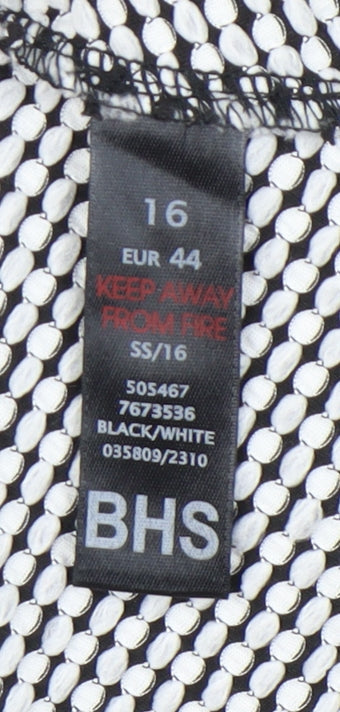 16
EUR 44
KEEP AWAY
FROM FIRE
SS/16
505467
7673536
BLACK/WHITE
035809/2310
BHS